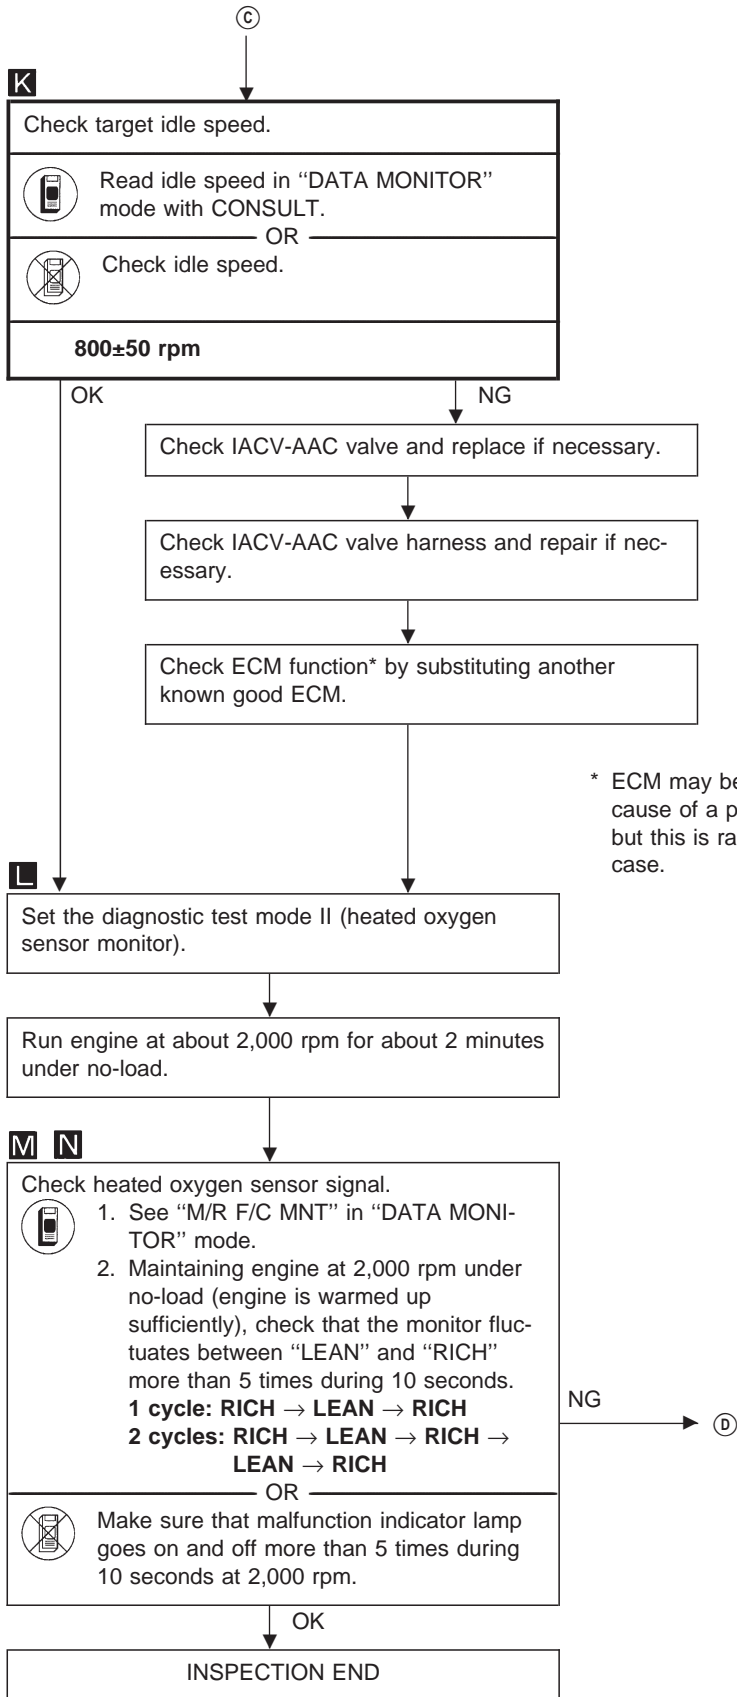 C
K
Check target idle speed.
Read idle speed in ‘‘DATA MONITOR’’
mode with CONSULT.
OR
Check idle speed.
800±50 rpm
OK
NG
Check IACV-AAC valve and replace if necessary.
Check IACV-AAC valve harness and repair if nec-
essary.
Check ECM function* by substituting another
known good ECM.
* ECM may be
cause of a p
but this is ra
case.
L
Set the diagnostic test mode II (heated oxygen
sensor monitor).
Run engine at about 2,000 rpm for about 2 minutes
under no-load.
M N
Check heated oxygen sensor signal.
1. See ‘‘M/R F/C MNT’’ in ‘‘DATA MONI-
TOR’’ mode.
2. Maintaining engine at 2,000 rpm under
no-load (engine is warmed up
sufficiently), check that the monitor fluc-
tuates between ‘‘LEAN’’ and ‘‘RICH’’
more than 5 times during 10 seconds.
1 cycle: RICH → LEAN → RICH
2 cycles: RICH → LEAN → RICH →
LEAN → RICH
NG
D
OR
Make sure that malfunction indicator lamp
goes on and off more than 5 times during
10 seconds at 2,000 rpm.
OK
INSPECTION END